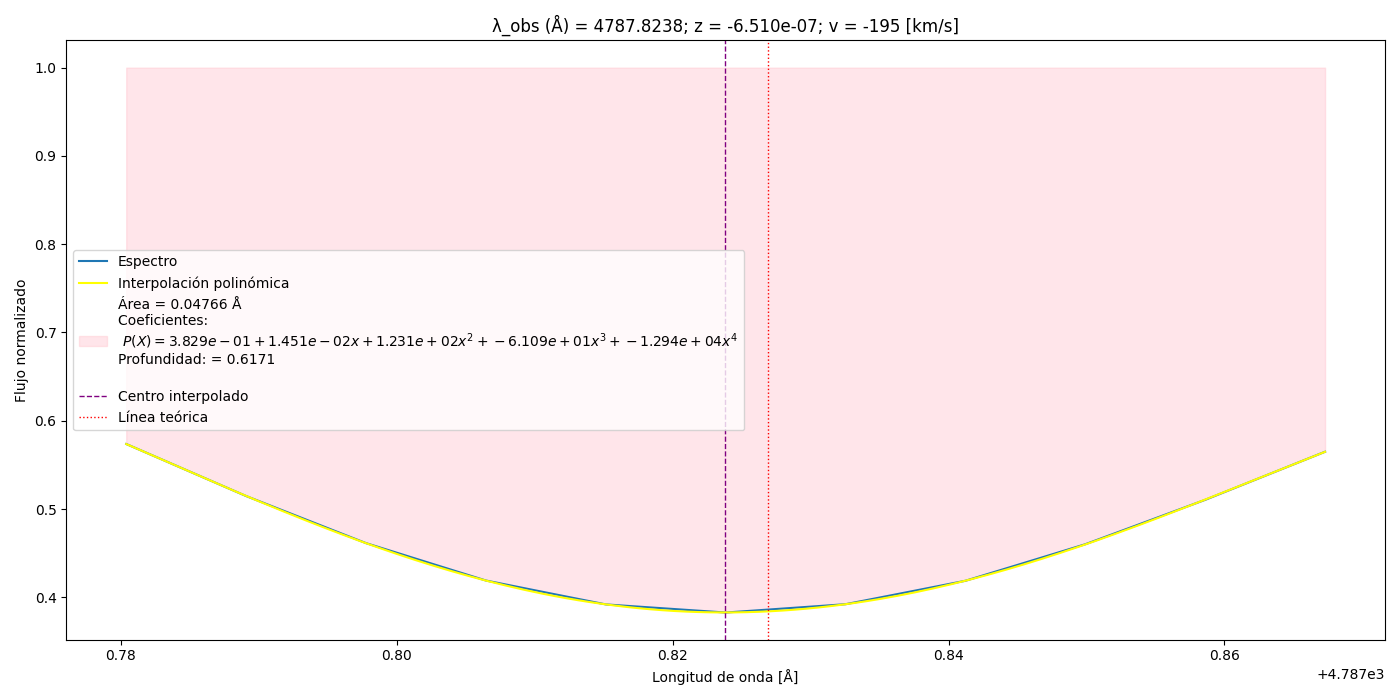 λ_obs (Å) = 4787.8238; z = -6.510e-07; v = -195 [km/s]
Flujo normalizado
1.0
0.9
0.8
0.7
0.6
0.5
0.4
Espectro
Interpolación polinómica
Área = 0.04766 Å
Coeficientes:
P(X) = 3.829e − 01 + 1.451e − 02x + 1.231e + 02x² + − 6.109e + 01x³ + − 1.294e + 04x⁴
Profundidad: = 0.6171
Centro interpolado
Línea teórica
0.78 0.80 0.82 0.84 0.86
+4.787e3
Longitud de onda [Å]